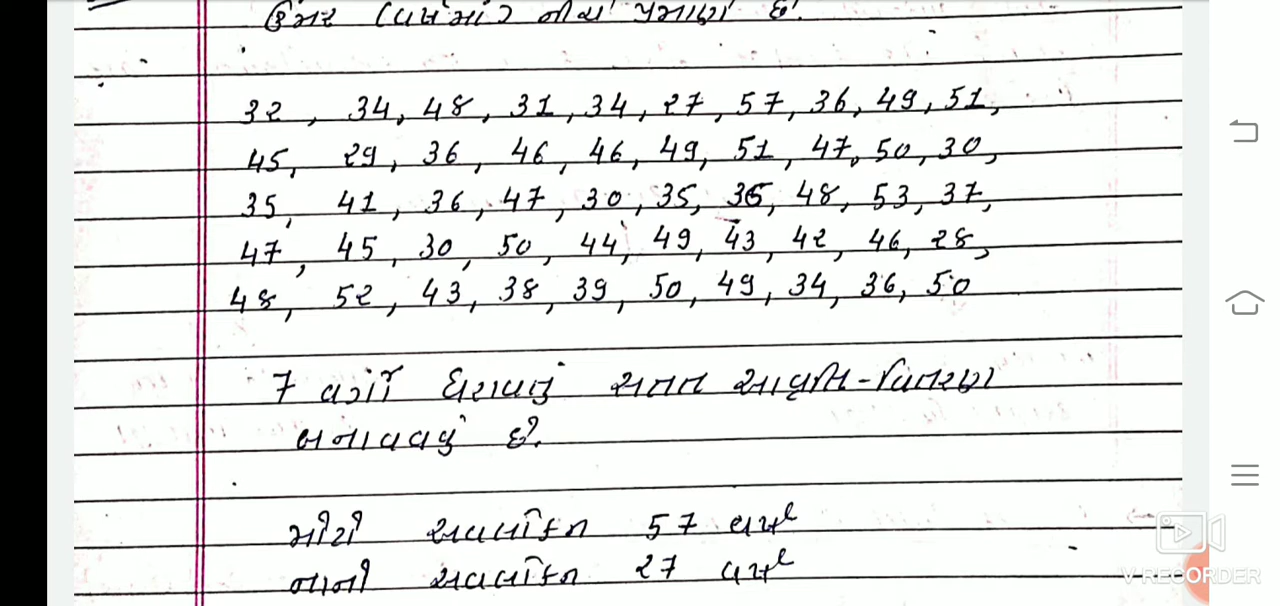 ઉંમર (વર્ષમાં) નીચે પ્રમાણે છે.
32, 34, 48, 31, 34, 27, 57, 36, 49, 51,
45, 29, 36, 46, 46, 49, 51, 47, 50, 30,
35, 41, 36, 47, 30, 35, 36, 48, 53, 37,
47, 45, 30, 50, 44, 49, 43, 42, 46, 28,
48, 52, 43, 38, 39, 50, 49, 34, 36, 50
7 વર્ગો ધરાવતું સતત આવૃત્તિ-વિતરણ
બનાવવનું છે.
મોટો અવલોકન 57 વર્ષ
નાનો અવલોકન 27 વર્ષ
V RECORDER